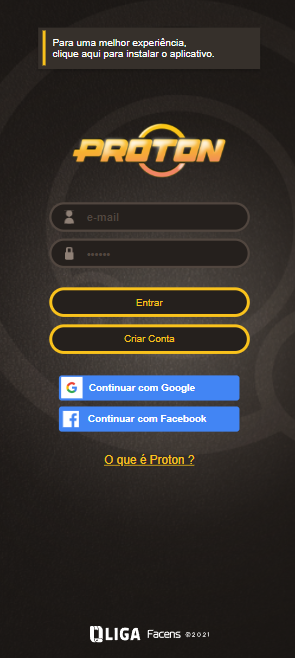 Para uma melhor experiência,
clique aqui para instalar o aplicativo.
PROTON
e-mail
••••••
Entrar
Criar Conta
Continuar com Google
Continuar com Facebook
O que é Proton ?
LIGA Facens ©2021